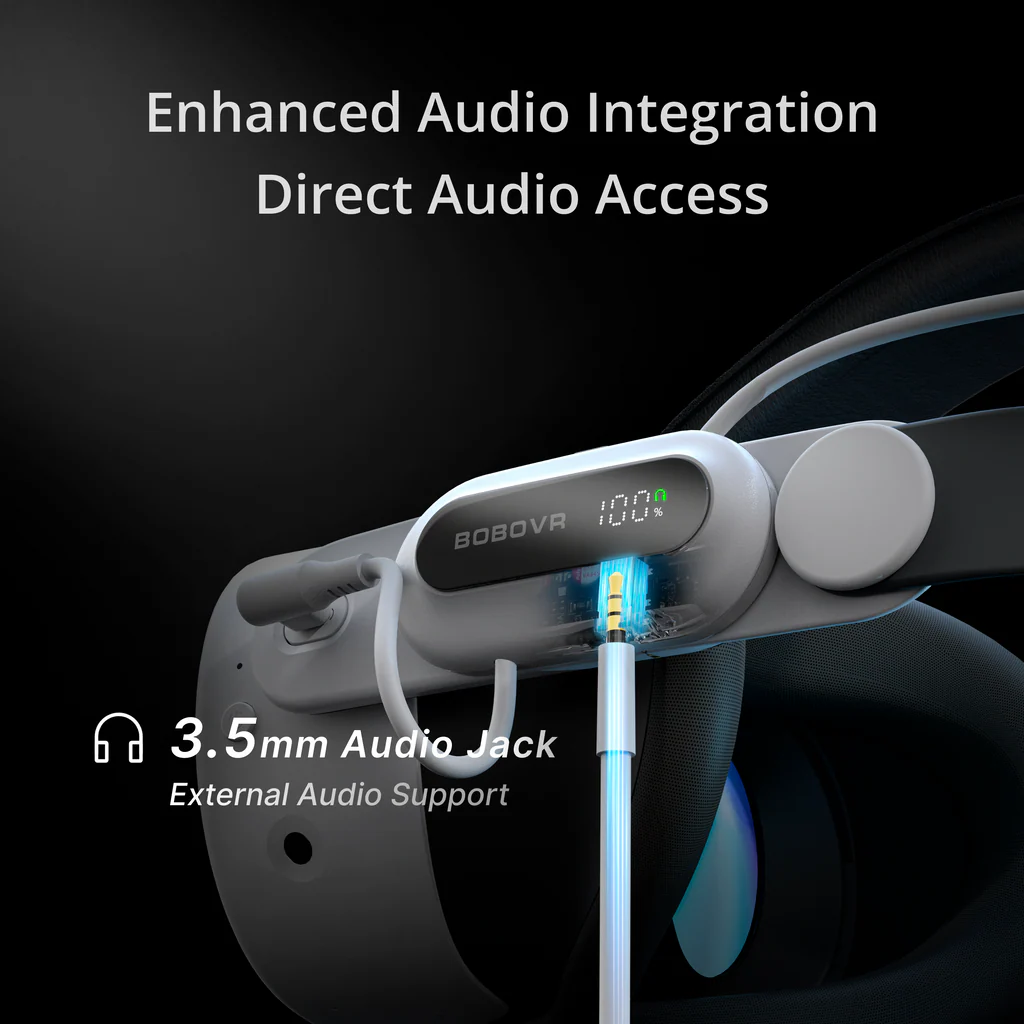 Enhanced Audio Integration
Direct Audio Access
BOBOVR
100%
3.5mm Audio Jack
External Audio Support